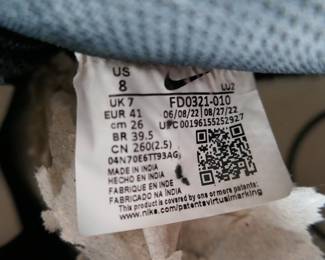 US
8
LU2
UK 7
FD0321-010
EUR 41
06/08/22 | 08/27/22
cm 26
UPC 00196155252927
BR 39.5
CN 260(2.5)
04N70E6TT93AG
MADE IN INDIA
HECHO EN INDIA
FABRIQUE EN INDE
FABRICADO NA ÍNDIA
This product is covered by one or more patents:
www.nike.com/patentsvirtualmarking